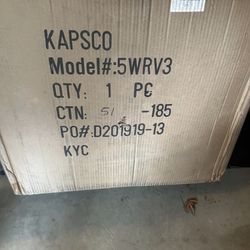 KAPSCO
Model#:5WRV3
QTY: 1 PC
CTN: 51 -185
PO#:D201919-13
KYC